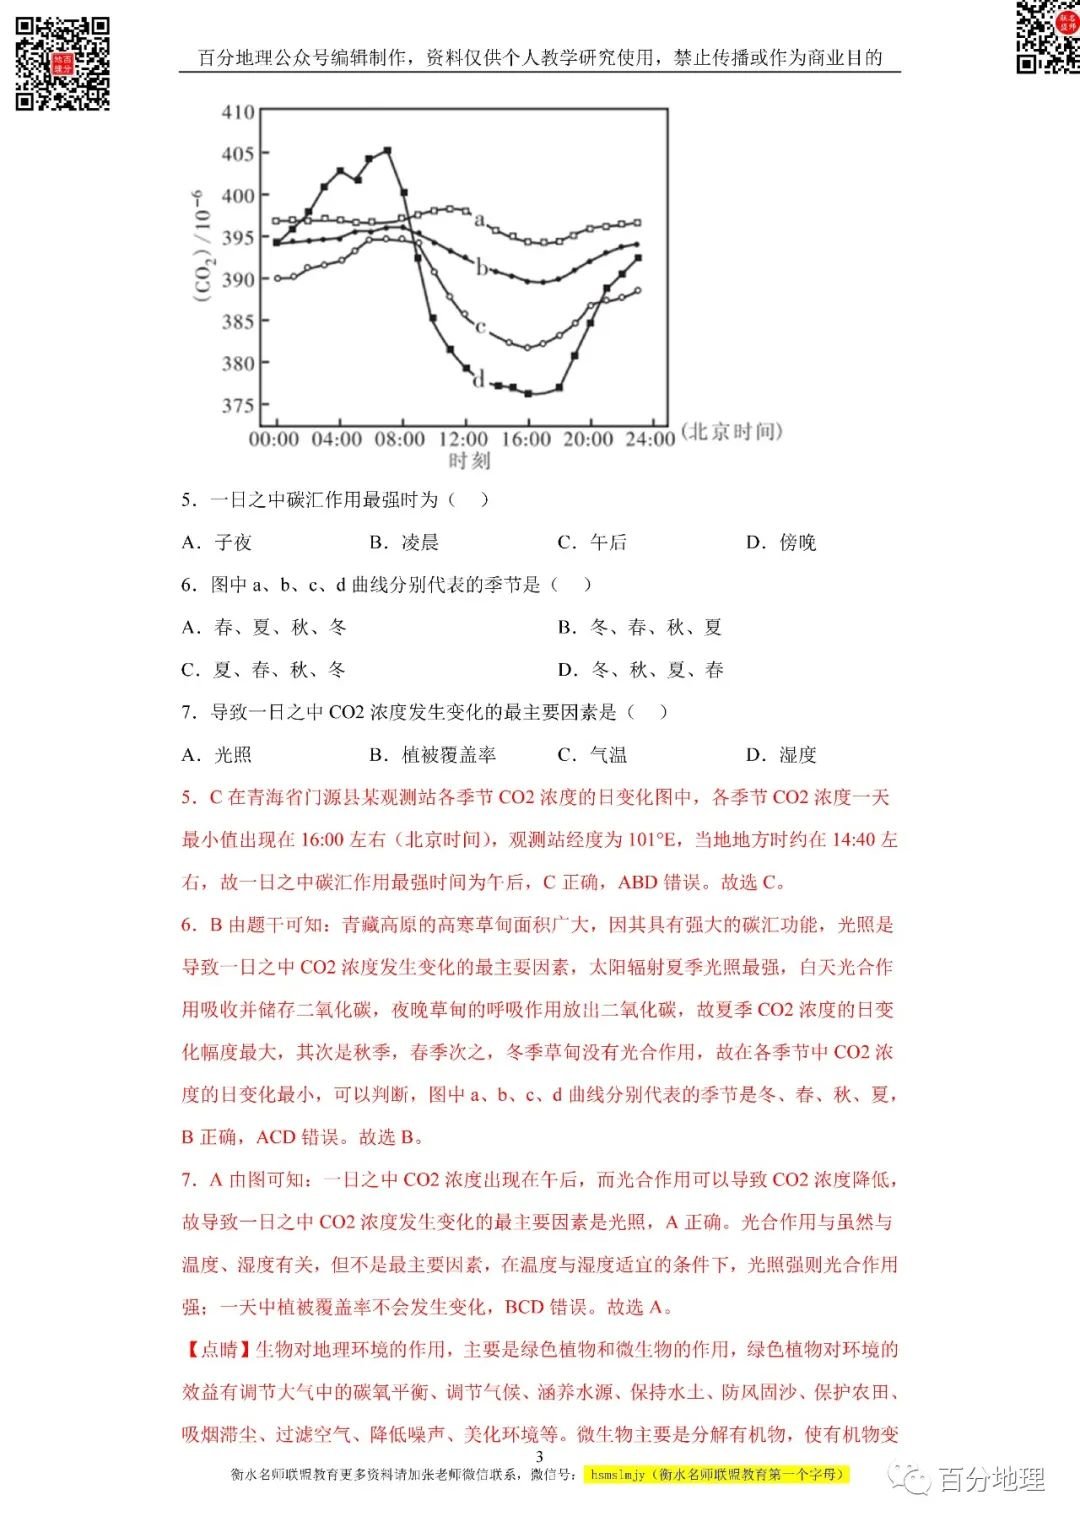 百分地理公众号编辑制作，资料仅供个人教学研究使用，禁止传播或作为商业目的
地百
理分
联名
盟师
410
405
400
395
390
385
380
375
(CO₂)/10⁻⁶
a
b
c
d
00:00 04:00 08:00 12:00 16:00 20:00 24:00 (北京时间)
时刻
5．一日之中碳汇作用最强时为（　）
A．子夜 B．凌晨 C．午后 D．傍晚
6．图中 a、b、c、d 曲线分别代表的季节是（　）
A．春、夏、秋、冬 B．冬、春、秋、夏
C．夏、春、秋、冬 D．冬、秋、夏、春
7．导致一日之中 CO2 浓度发生变化的最主要因素是（　）
A．光照 B．植被覆盖率 C．气温 D．湿度
5．C 在青海省门源县某观测站各季节 CO2 浓度的日变化图中，各季节 CO2 浓度一天
最小值出现在 16:00 左右（北京时间），观测站经度为 101°E，当地地方时约在 14:40 左
右，故一日之中碳汇作用最强时间为午后，C 正确，ABD 错误。故选 C。
6．B 由题干可知：青藏高原的高寒草甸面积广大，因其具有强大的碳汇功能，光照是
导致一日之中 CO2 浓度发生变化的最主要因素，太阳辐射夏季光照最强，白天光合作
用吸收并储存二氧化碳，夜晚草甸的呼吸作用放出二氧化碳，故夏季 CO2 浓度的日变
化幅度最大，其次是秋季，春季次之，冬季草甸没有光合作用，故在各季节中 CO2 浓
度的日变化最小，可以判断，图中 a、b、c、d 曲线分别代表的季节是冬、春、秋、夏，
B 正确，ACD 错误。故选 B。
7．A 由图可知：一日之中 CO2 浓度出现在午后，而光合作用可以导致 CO2 浓度降低，
故导致一日之中 CO2 浓度发生变化的最主要因素是光照，A 正确。光合作用与虽然与
温度、湿度有关，但不是最主要因素，在温度与湿度适宜的条件下，光照强则光合作用
强；一天中植被覆盖率不会发生变化，BCD 错误。故选 A。
【点睛】生物对地理环境的作用，主要是绿色植物和微生物的作用，绿色植物对环境的
效益有调节大气中的碳氧平衡、调节气候、涵养水源、保持水土、防风固沙、保护农田、
吸烟滞尘、过滤空气、降低噪声、美化环境等。微生物主要是分解有机物，使有机物变
3
衡水名师联盟教育更多资料请加张老师微信联系，微信号：hsmslmjy（衡水名师联盟教育第一个字母）
百分地理